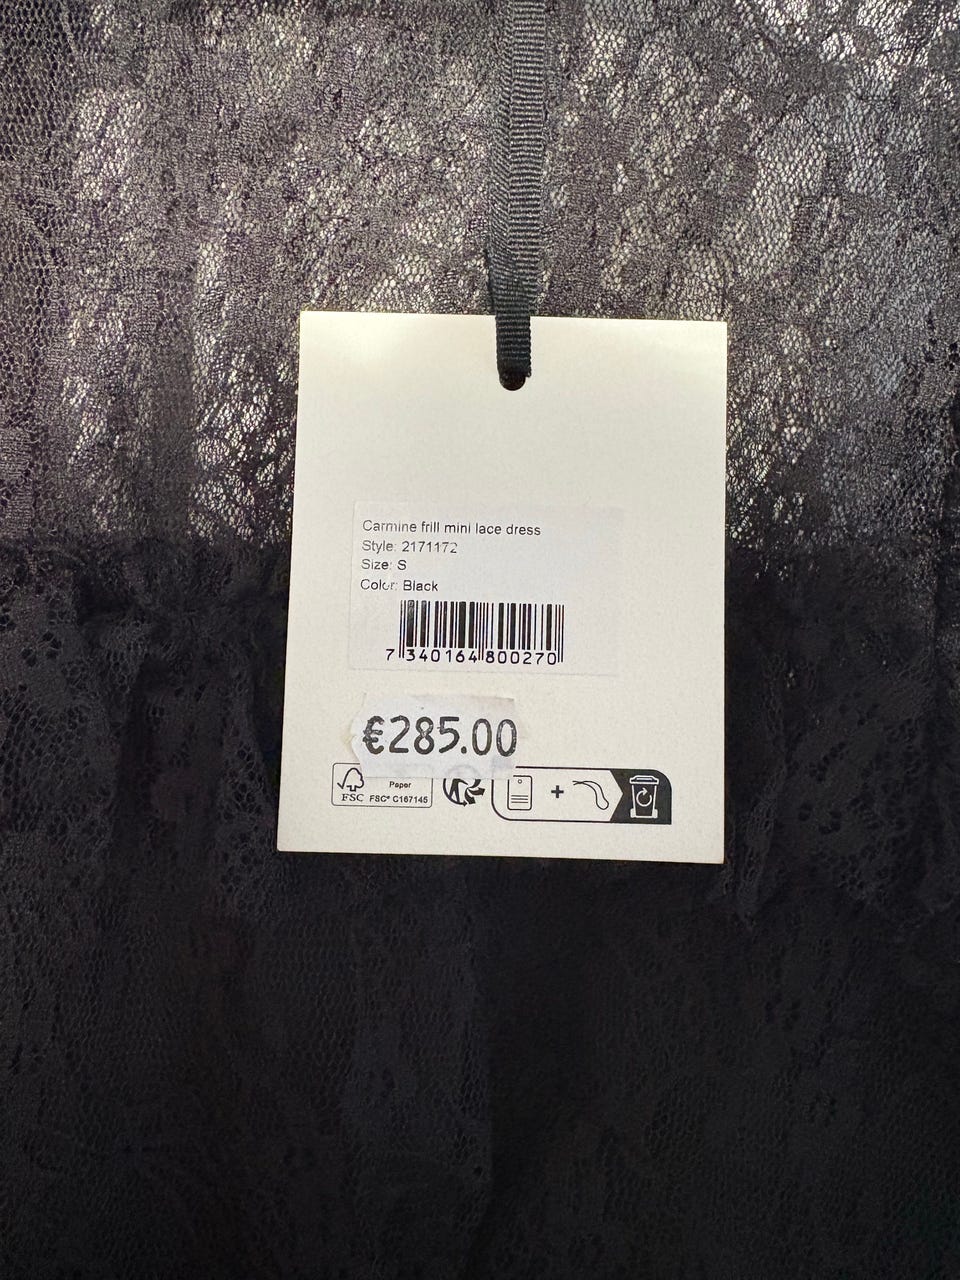 Carmine frill mini lace dress
Style: 2171172
Size: S
Color: Black
7 340164 800270
€285.00
FSC
Paper
FSC® C167145